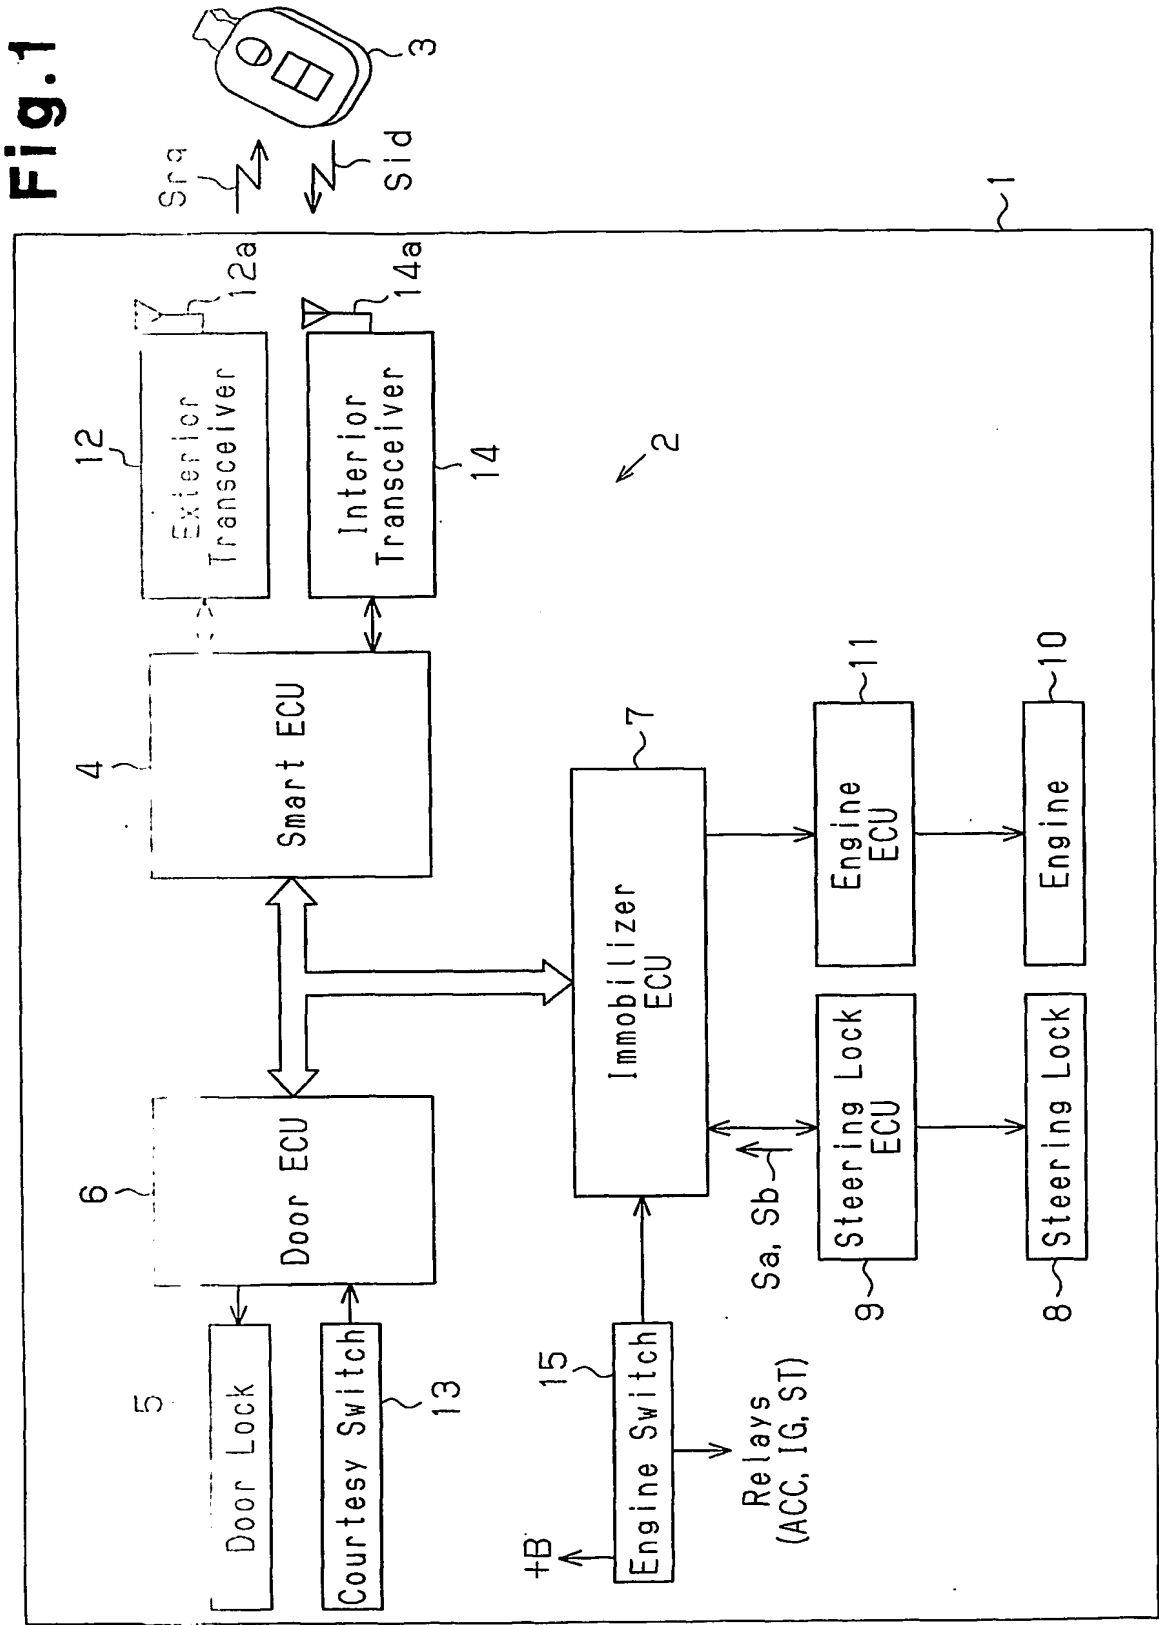 Fig.1
Srq
Sid
3
1
12
12a
Exterior
Transceiver
14a
Interior
Transceiver
14
2
4
Smart ECU
6
Door ECU
5
Door Lock
Courtesy Switch
13
7
Immobilizer
ECU
11
Engine
ECU
10
Engine
Sa, Sb
Steering Lock
ECU
9
Steering Lock
8
15
Engine Switch
+B
Relays
(ACC, IG, ST)